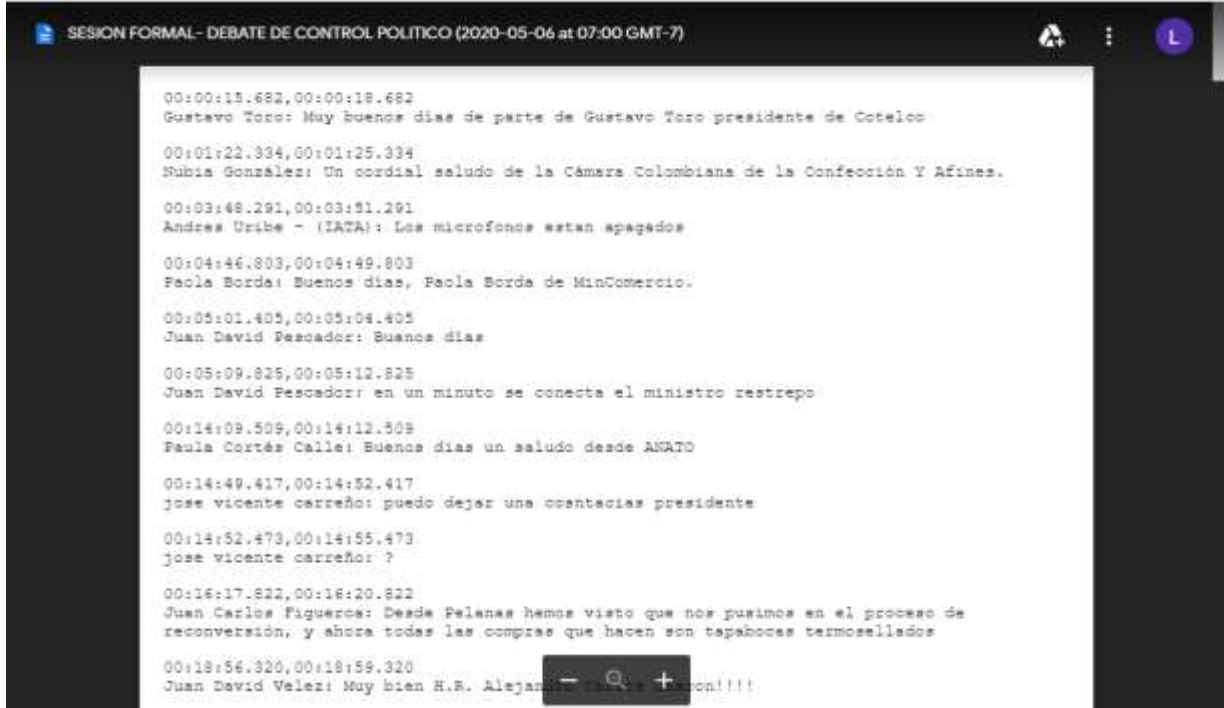 SESION FORMAL- DEBATE DE CONTROL POLITICO (2020-05-06 at 07:00 GMT-7)
L
00:00:15.682,00:00:18.682
Gustavo Toro: Muy buenos días de parte de Gustavo Toro presidente de Cotelco
00:01:22.334,00:01:25.334
Nubia González: Un cordial saludo de la Cámara Colombiana de la Confección Y Afines.
00:03:48.291,00:03:51.291
Andres Uribe - (IATA): Los microfonos estan apagados
00:04:46.803,00:04:49.803
Paola Borda: Buenos días, Paola Borda de MinComercio.
00:05:01.405,00:05:04.405
Juan David Pescador: Buenos días
00:05:09.825,00:05:12.825
Juan David Pescador: en un minuto se conecta el ministro restrepo
00:14:09.509,00:14:12.509
Paula Cortés Calle: Buenos días un saludo desde ANATO
00:14:49.417,00:14:52.417
jose vicente carreño: puedo dejar una cosntacias presidente
00:14:52.473,00:14:55.473
jose vicente carreño: ?
00:16:17.822,00:16:20.822
Juan Carlos Figueroa: Desde Pelanas hemos visto que nos pusimos en el proceso de
reconversión, y ahora todas las compras que hacen son tapabocas termosellados
00:18:56.320,00:18:59.320
Juan David Velez: Muy bien H.R. !!!!